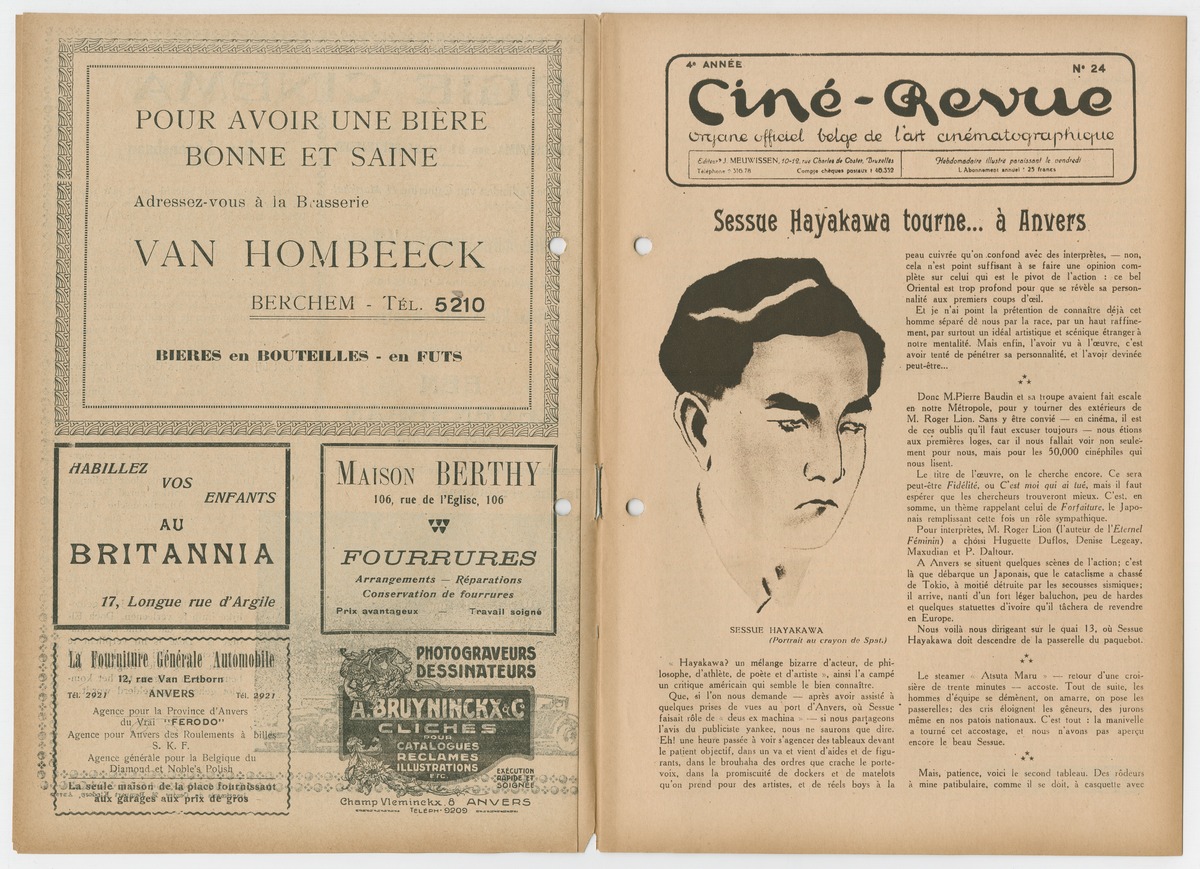 POUR AVOIR UNE BIÈRE
BONNE ET SAINE
Adressez-vous à la Brasserie
VAN HOMBEECK
BERCHEM - TÉL. 5210
BIERES en BOUTEILLES - en FUTS
HABILLEZ
VOS
ENFANTS
AU
BRITANNIA
17, Longue rue d'Argile
MAISON BERTHY
106, rue de l'Eglise, 106
FOURRURES
Arrangements — Réparations
Conservation de fourrures
Prix avantageux — Travail soigné
La Fourniture Générale Automobile
12, rue Van Ertborn
Tél. 2921 ANVERS Tél. 2921
Agence pour la Province d'Anvers
du Vrai "FERODO"
Agence pour Anvers des Roulements à billes
S. K. F.
Agence générale pour la Belgique du
Diamond et Noble's Polish
La seule maison de la place fournissant
aux garages aux prix de gros
PHOTOGRAVEURS
DESSINATEURS
A. BRUYNINCKX & C°
CLICHÉS
POUR
CATALOGUES
RECLAMES
ILLUSTRATIONS
ETC.
EXECUTION
RAPIDE ET
SOIGNÉE
Champ Vleminckx, 8 ANVERS
TELEPH· 9209
4e ANNÉE
N° 24
Ciné-Revue
Organe officiel belge de l'art cinématographique
Editeur: J. MEUWISSEN, 10-12, rue Charles de Coster, Bruxelles
Téléphone : 310.78 Compte chèques postaux : 40.352
Hebdomadaire illustré paraissant le vendredi
L'Abonnement annuel : 25 francs
Sessue Hayakawa tourne... à Anvers
SESSUE HAYAKAWA
(Portrait au crayon de Spat.)
« Hayakawa? un mélange bizarre d'acteur, de phi-
losophe, d'athlète, de poète et d'artiste », ainsi l'a campé
un critique américain qui semble le bien connaître.
Que, si l'on nous demande — après avoir assisté à
quelques prises de vues au port d'Anvers, où Sessue
faisait rôle de « deus ex machina » — si nous partageons
l'avis du publiciste yankee, nous ne saurons que dire.
Eh! une heure passée à voir s'agencer des tableaux devant
le patient objectif, dans un va et vient d'aides et de figu-
rants, dans le brouhaha des ordres que crache le porte-
voix, dans la promiscuité de dockers et de matelots
qu'on prend pour des artistes, et de réels boys à la
peau cuivrée qu'on confond avec des interprètes, — non,
cela n'est point suffisant à se faire une opinion com-
plète sur celui qui est le pivot de l'action : ce bel
Oriental est trop profond pour que se révèle sa person-
nalité aux premiers coups d'œil.
Et je n'ai point la prétention de connaître déjà cet
homme séparé de nous par la race, par un haut raffine-
ment, par surtout un idéal artistique et scénique étranger à
notre mentalité. Mais enfin, l'avoir vu à l'œuvre, c'est
avoir tenté de pénétrer sa personnalité, et l'avoir devinée
peut-être...
Donc M.Pierre Baudin et sa troupe avaient fait escale
en notre Métropole, pour y tourner des extérieurs de
M. Roger Lion. Sans y être convié — en cinéma, il est
de ces oublis qu'il faut excuser toujours — nous étions
aux premières loges, car il nous fallait voir non seule-
ment pour nous, mais pour les 50,000 cinéphiles qui
nous lisent.
Le titre de l'œuvre, on le cherche encore. Ce sera
peut-être Fidélité, ou C'est moi qui ai tué, mais il faut
espérer que les chercheurs trouveront mieux. C'est, en
somme, un thème rappelant celui de Forfaiture, le Japo-
nais remplissant cette fois un rôle sympathique.
Pour interprètes, M. Roger Lion (l'auteur de l'Eternel
Féminin) a choisi Huguette Duflos, Denise Legeay,
Maxudian et P. Daltour.
A Anvers se situent quelques scènes de l'action; c'est
là que débarque un Japonais, que le cataclisme a chassé
de Tokio, à moitié détruite par les secousses sismiques;
il arrive, nanti d'un fort léger baluchon, peu de hardes
et quelques statuettes d'ivoire qu'il tâchera de revendre
en Europe.
Nous voilà nous dirigeant sur le quai 13, où Sessue
Hayakawa doit descendre de la passerelle du paquebot.
Le steamer « Atsuta Maru » — retour d'une croi-
sière de trente minutes — accoste. Tout de suite, les
hommes d'équipe se démènent, on amarre, on pose les
passerelles; des cris éloignent les gêneurs, des jurons
même en nos patois nationaux. C'est tout : la manivelle
a tourné cet accostage, et nous n'avons pas aperçu
encore le beau Sessue.
Mais, patience, voici le second tableau. Des rôdeurs
à mine patibulaire, comme il se doit, à casquette avec